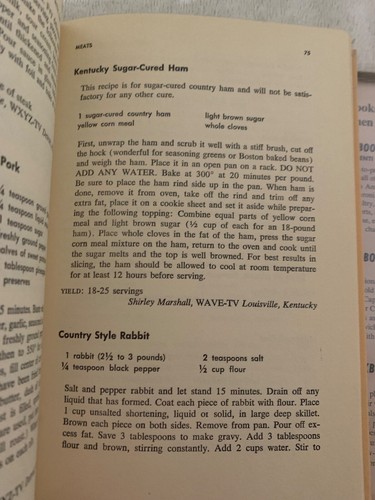 MEATS 75
Kentucky Sugar-Cured Ham
This recipe is for sugar-cured country ham and will not be satis-
factory for any other cure.
1 sugar-cured country ham light brown sugar
yellow corn meal whole cloves
First, unwrap the ham and scrub it well with a stiff brush, cut off
the hock (wonderful for seasoning greens or Boston baked beans)
and weigh the ham. Place it in an open pan on a rack. DO NOT
ADD ANY WATER. Bake at 300° at 20 minutes per pound.
Be sure to place the ham rind side up in the pan. When ham is
done, remove it from oven, take off the rind and trim off any
extra fat, place it on a cookie sheet and set it aside while prepar-
ing the following topping: Combine equal parts of yellow corn
meal and light brown sugar (½ cup of each for an 18-pound
ham). Place whole cloves in the fat of the ham, press the sugar
corn meal mixture on the ham, return to the oven and cook until
the sugar melts and the top is well browned. For best results in
slicing, the ham should be allowed to cool at room temperature
for at least 12 hours before serving.
YIELD: 18-25 servings
Shirley Marshall, WAVE-TV Louisville, Kentucky
Country Style Rabbit
1 rabbit (2½ to 3 pounds) 2 teaspoons salt
¼ teaspoon black pepper ½ cup flour
Salt and pepper rabbit and let stand 15 minutes. Drain off any
liquid that has formed. Coat each piece of rabbit with flour. Place
1 cup unsalted shortening, liquid or solid, in large deep skillet.
Brown each piece on both sides. Remove from pan. Pour off ex-
cess fat. Save 3 tablespoons to make gravy. Add 3 tablespoons
flour and brown, stirring constantly. Add 2 cups water. Stir to
of steak
WXYZ-TV
Pork
¼ teaspoon
teaspoon
teaspoon
freshly ground
halves of sweet
tablespoon